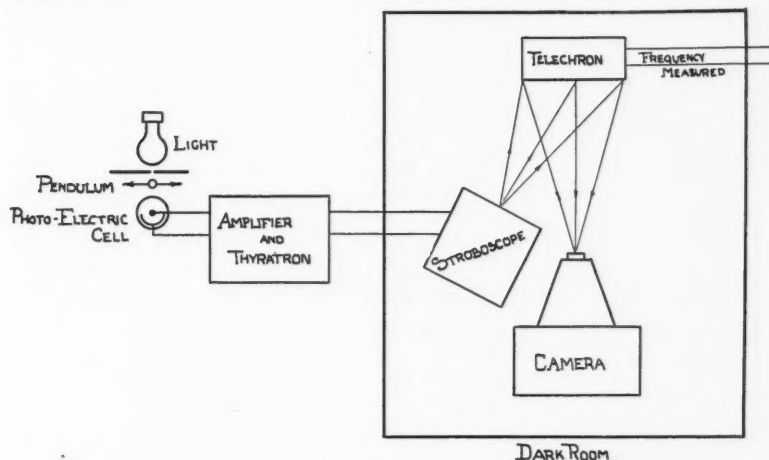 TELECHRON
FREQUENCY
MEASURED
LIGHT
PENDULUM
PHOTO-ELECTRIC
CELL
AMPLIFIER
AND
THYRATRON
STROBOSCOPE
CAMERA
DARK ROOM